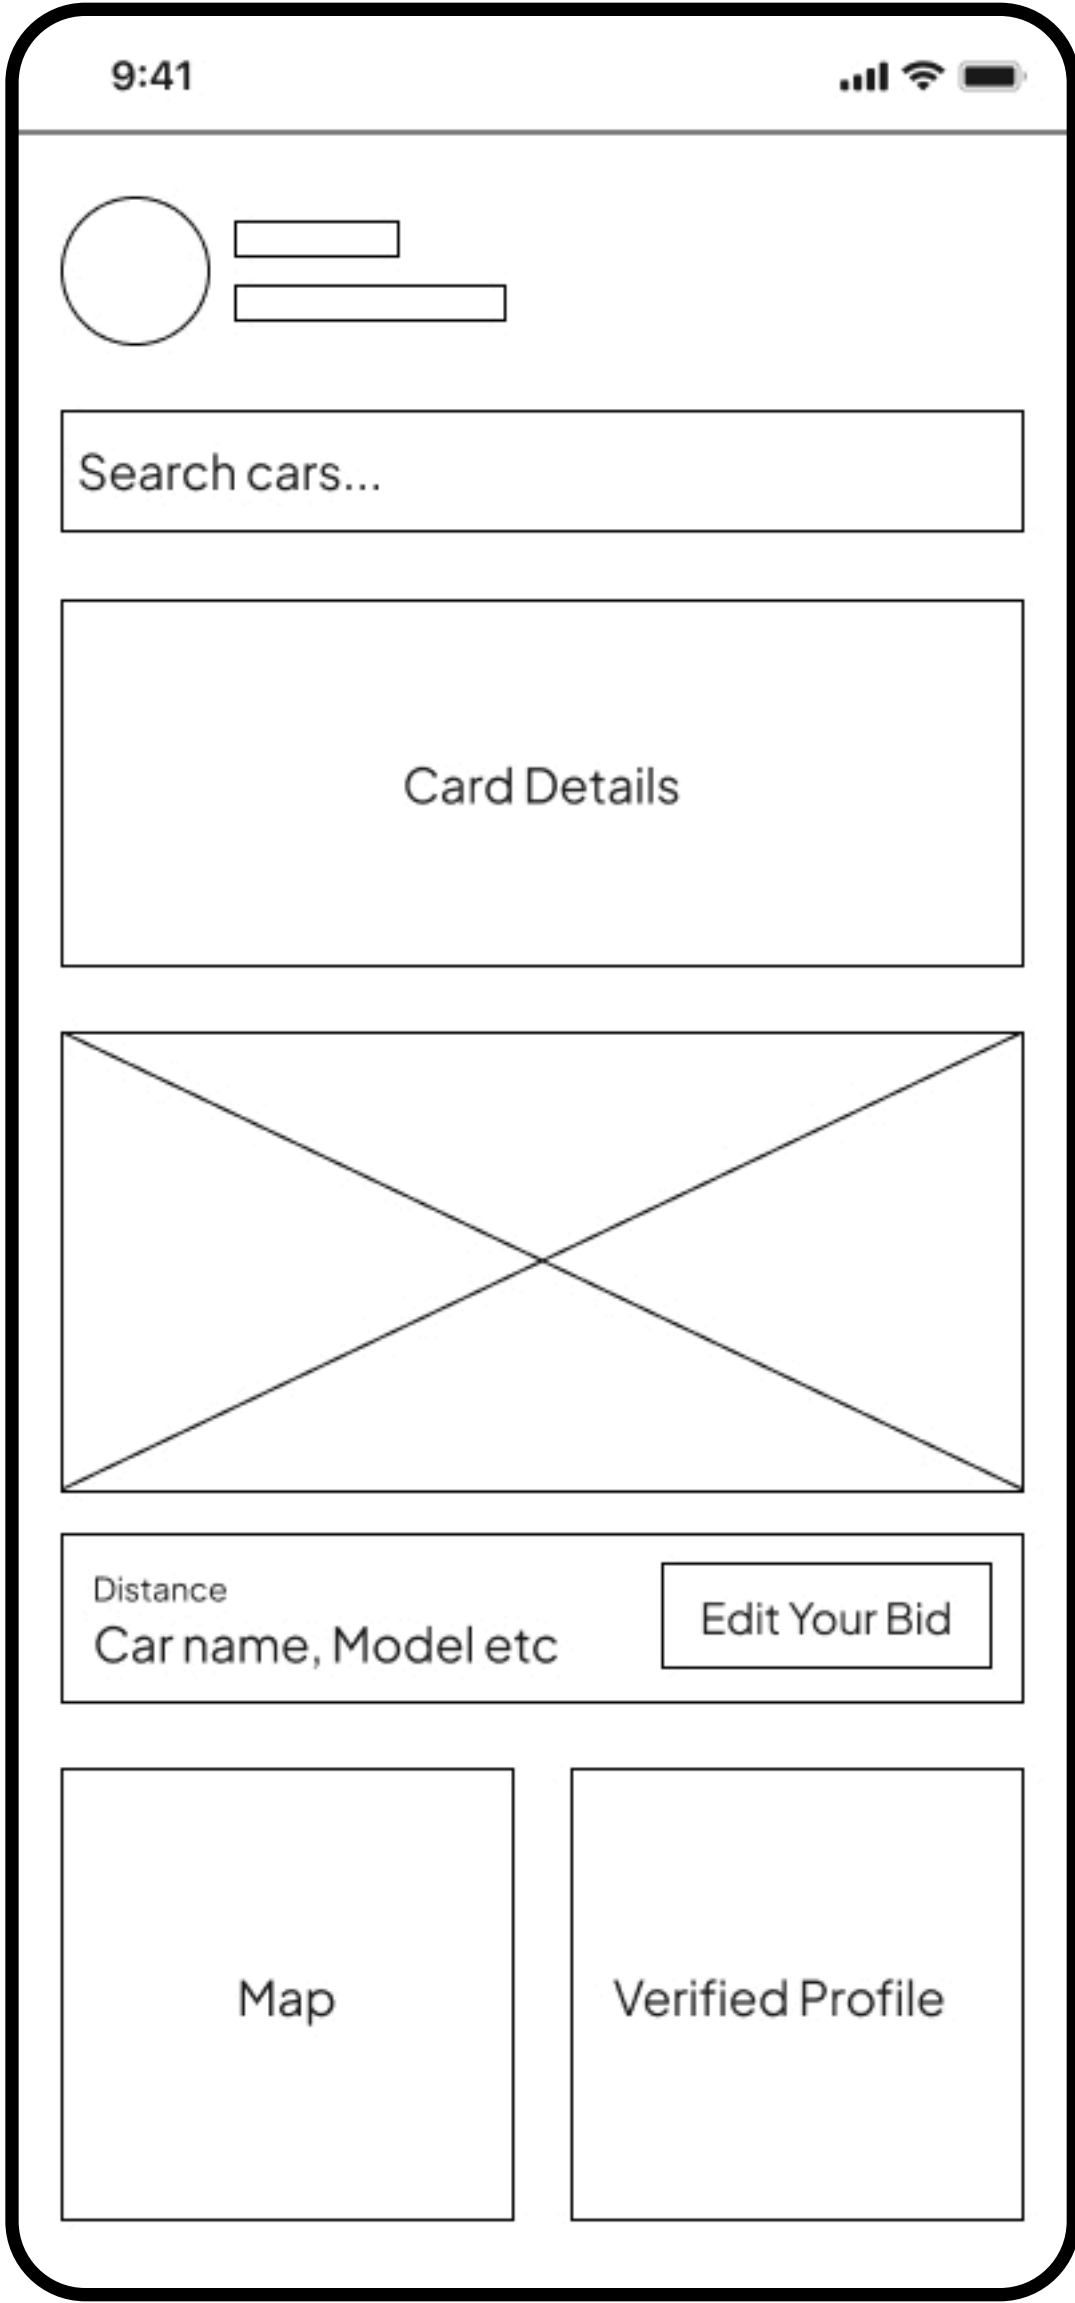 9:41
Search cars...
Card Details
Distance
Car name, Model etc
Edit Your Bid
Map
Verified Profile